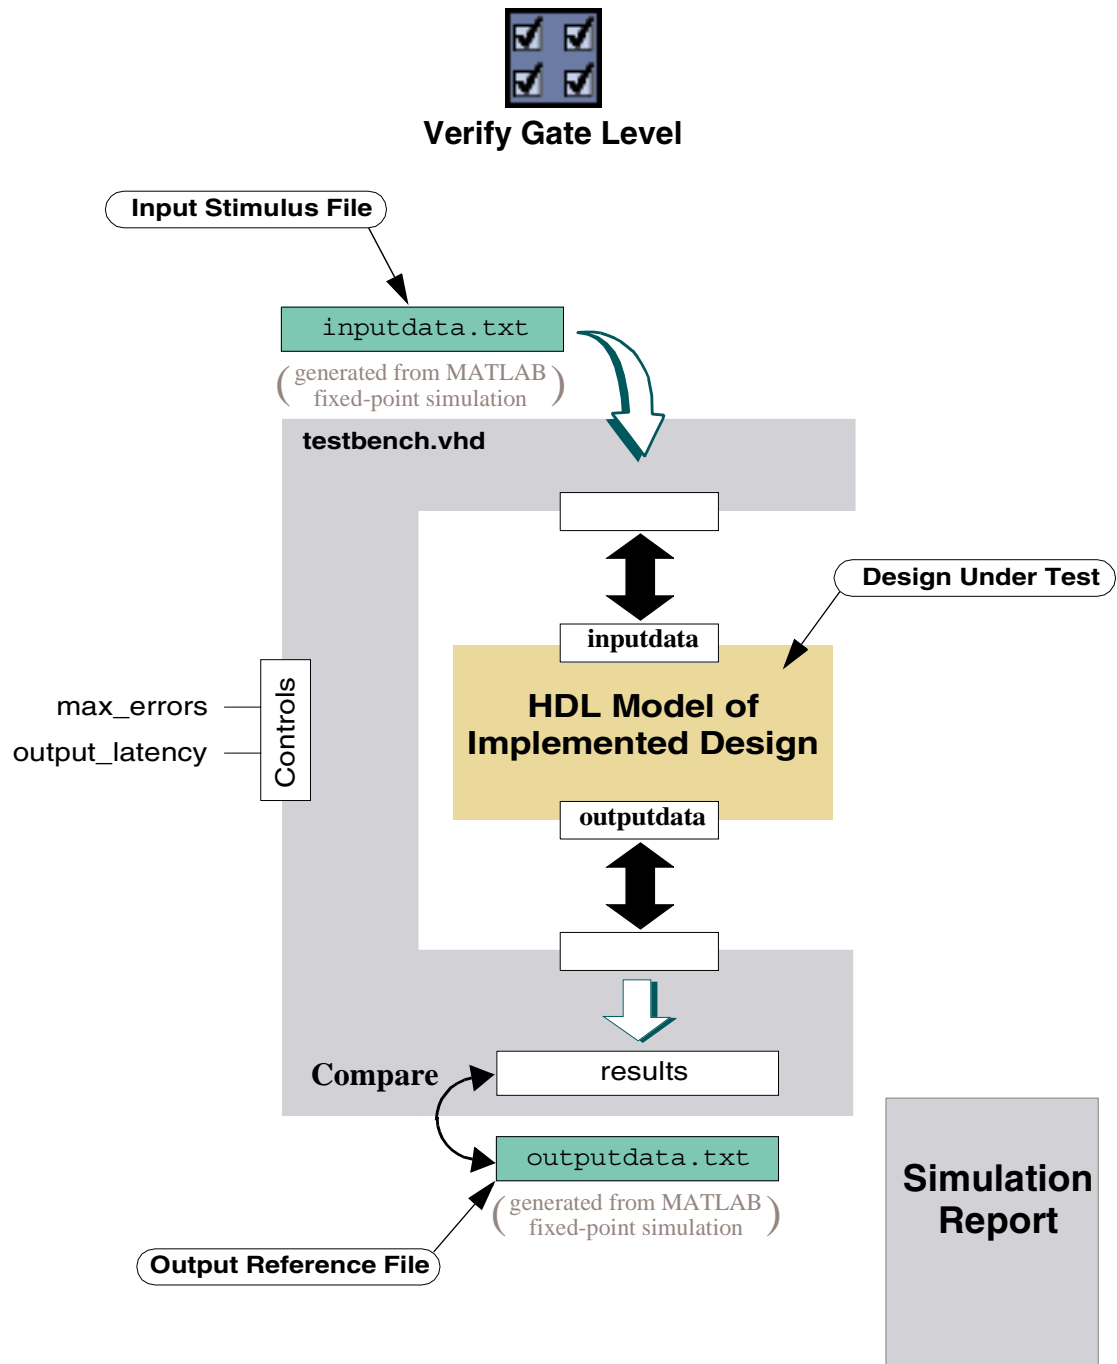 Verify Gate Level
Input Stimulus File
inputdata.txt
(generated from MATLAB
fixed-point simulation)
testbench.vhd
Design Under Test
inputdata
HDL Model of
Implemented Design
max_errors
output_latency
Controls
outputdata
Compare
results
outputdata.txt
(generated from MATLAB
fixed-point simulation)
Output Reference File
Simulation
Report